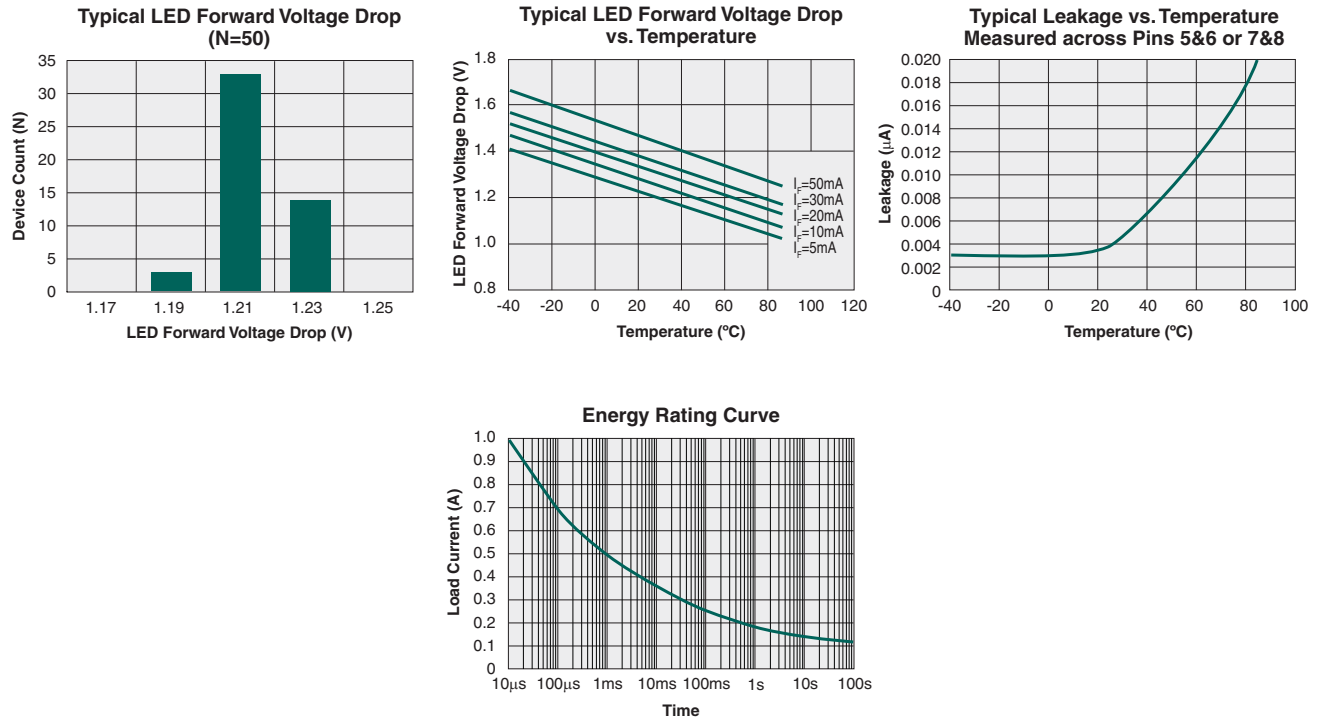 Typical LED Forward Voltage Drop
(N=50)
Device Count (N)
35
30
25
20
15
10
5
0
1.17 1.19 1.21 1.23 1.25
LED Forward Voltage Drop (V)
Typical LED Forward Voltage Drop
vs. Temperature
LED Forward Voltage Drop (V)
1.8
1.6
1.4
1.2
1.0
0.8
IF=50mA
IF=30mA
IF=20mA
IF=10mA
IF=5mA
-40 -20 0 20 40 60 80 100 120
Temperature (ºC)
Typical Leakage vs. Temperature
Measured across Pins 5&6 or 7&8
Leakage (μA)
0.020
0.018
0.016
0.014
0.012
0.010
0.008
0.006
0.004
0.002
0
-40 -20 0 20 40 60 80 100
Temperature (ºC)
Energy Rating Curve
Load Current (A)
1.0
0.9
0.8
0.7
0.6
0.5
0.4
0.3
0.2
0.1
0
10μs 100μs 1ms 10ms 100ms 1s 10s 100s
Time